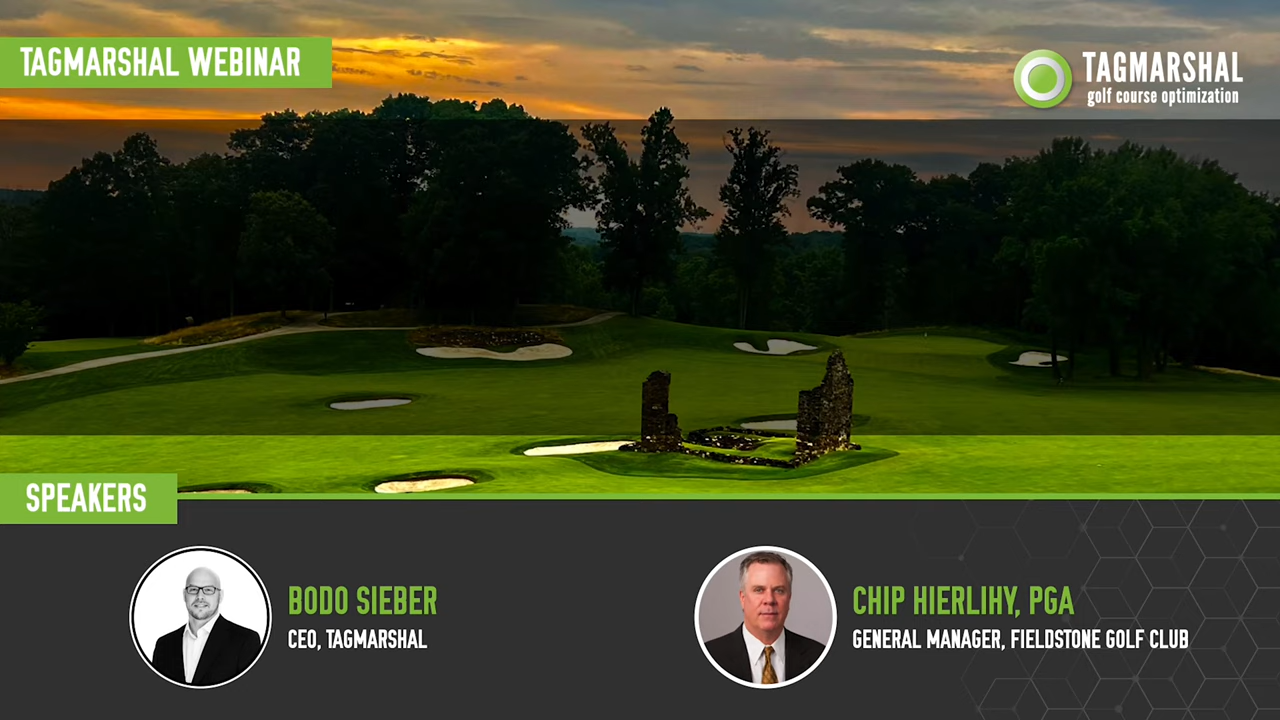 TAGMARSHAL WEBINAR
TAGMARSHAL
golf course optimization
SPEAKERS
BODO SIEBER
CEO, TAGMARSHAL
CHIP HIERLIHY, PGA
GENERAL MANAGER, FIELDSTONE GOLF CLUB